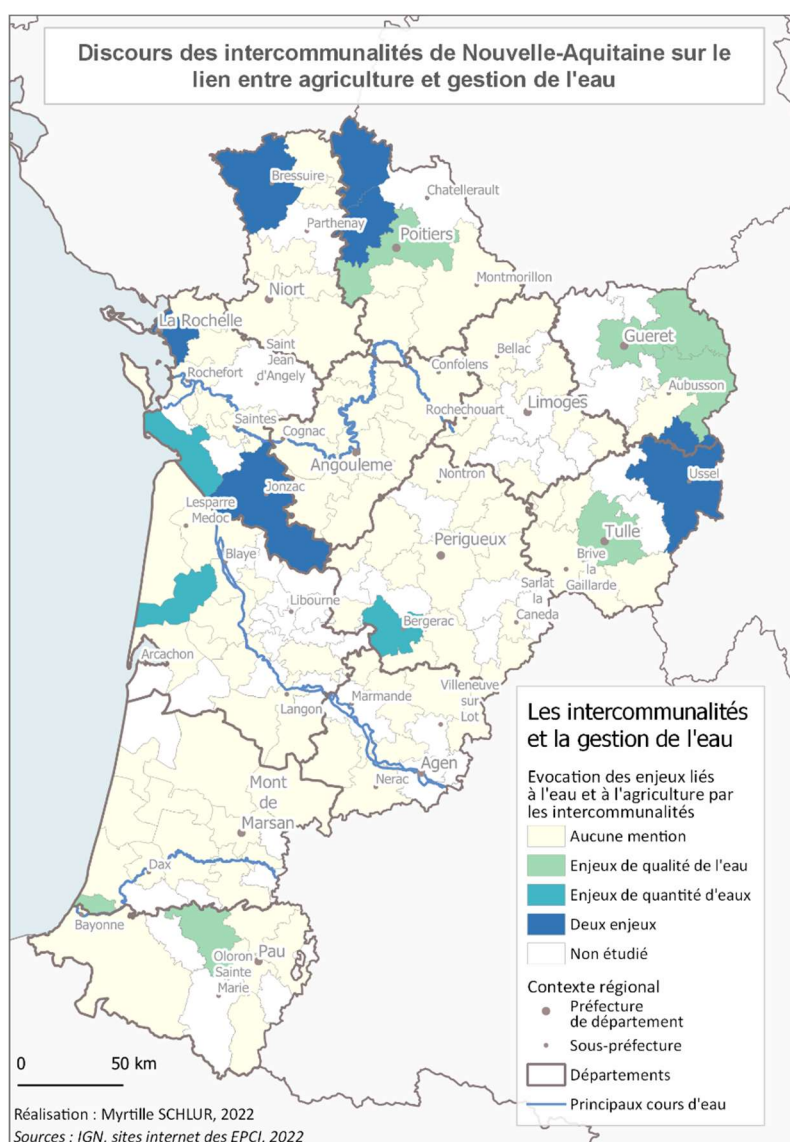 Discours des intercommunalités de Nouvelle-Aquitaine sur le
lien entre agriculture et gestion de l'eau
Bressuire
Chatellerault
Parthenay
Poitiers
Niort
Montmorillon
La Rochelle
Saint
Jean
d'Angely
Rochefort
Confolens
Bellac
Gueret
Aubusson
Rochechouart
Limoges
Saintes
Cognac
Angouleme
Jonzac
Nontron
Ussel
Lesparre
Medoc
Tulle
Blaye
Perigueux
Brive
la
Gaillarde
Libourne
Sarlat
la
Caneda
Bergerac
Arcachon
Villeneuve
sur
Lot
Marmande
Langon
Agen
Nerac
Mont
de
Marsan
Dax
Bayonne
Oloron
Sainte
Marie
Pau
Les intercommunalités
et la gestion de l'eau
Evocation des enjeux liés
à l'eau et à l'agriculture par
les intercommunalités
Aucune mention
Enjeux de qualité de l'eau
Enjeux de quantité d'eaux
Deux enjeux
Non étudié
Contexte régional
Préfecture
de département
Sous-préfecture
Départements
Principaux cours d'eau
0 50 km
Réalisation : Myrtille SCHLUR, 2022
Sources : IGN, sites internet des EPCI, 2022